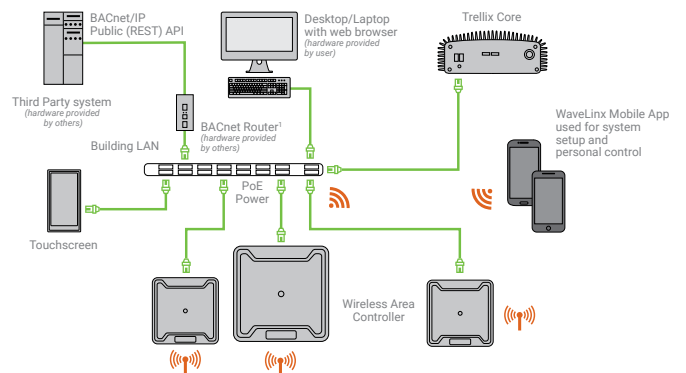 BACnet/IP
Public (REST) API
Desktop/Laptop
with web browser
(hardware provided
by user)
Trellix Core
Third Party system
(hardware provided
by others)
BACnet Router¹
(hardware provided
by others)
Building LAN
WaveLinx Mobile App
used for system
setup and
personal control
PoE
Power
Touchscreen
Wireless Area
Controller